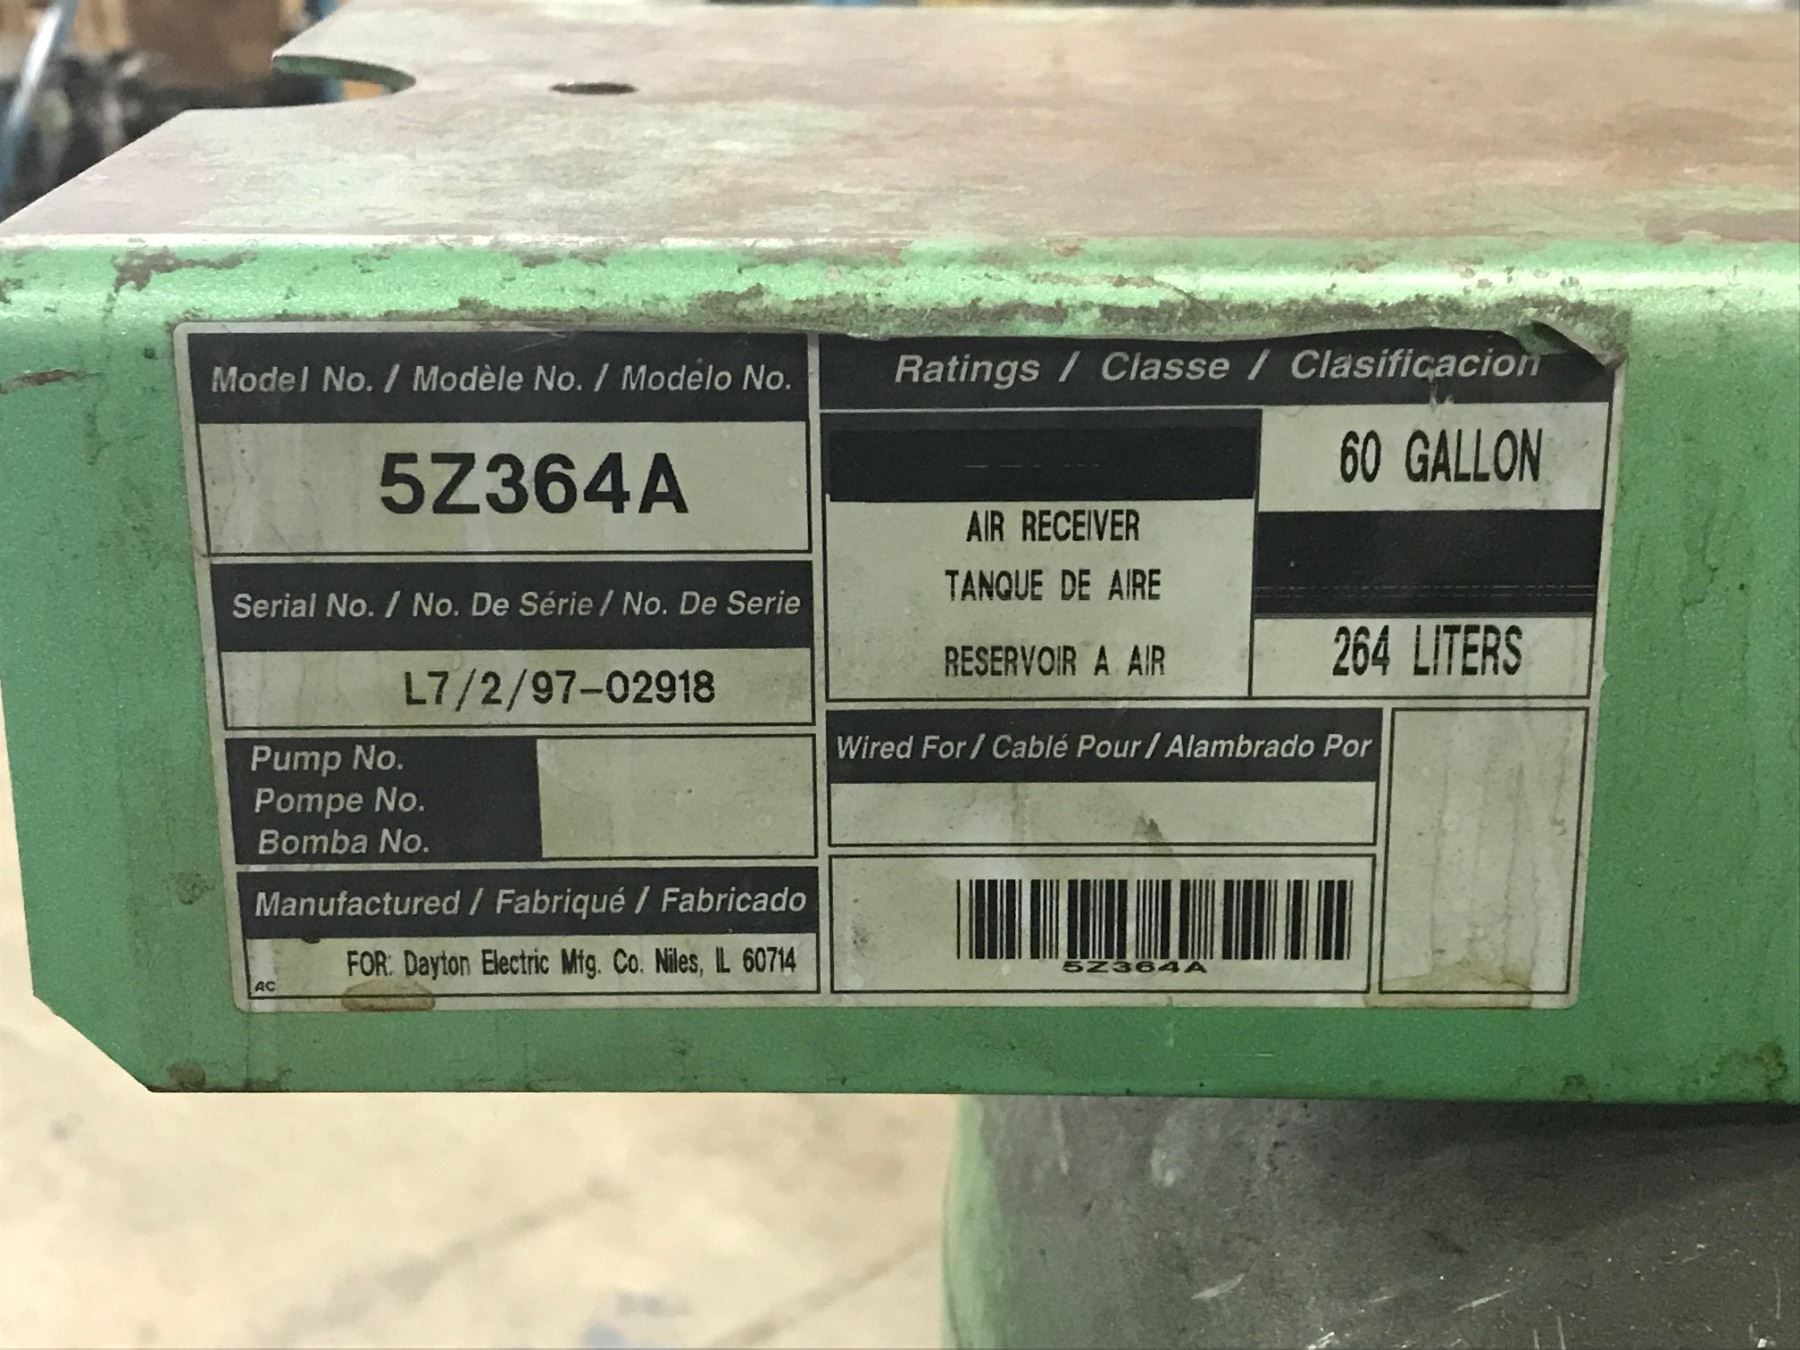 Model No. / Modèle No. / Modelo No.
5Z364A
Serial No. / No. De Série / No. De Serie
L7/2/97-02918
Pump No.
Pompe No.
Bomba No.
Manufactured / Fabriqué / Fabricado
FOR: Dayton Electric Mfg. Co. Niles, IL 60714
AC
Ratings / Classe / Clasificacion
AIR RECEIVER
TANQUE DE AIRE
RESERVOIR A AIR
60 GALLON
264 LITERS
Wired For / Cablé Pour / Alambrado Por
5Z364A